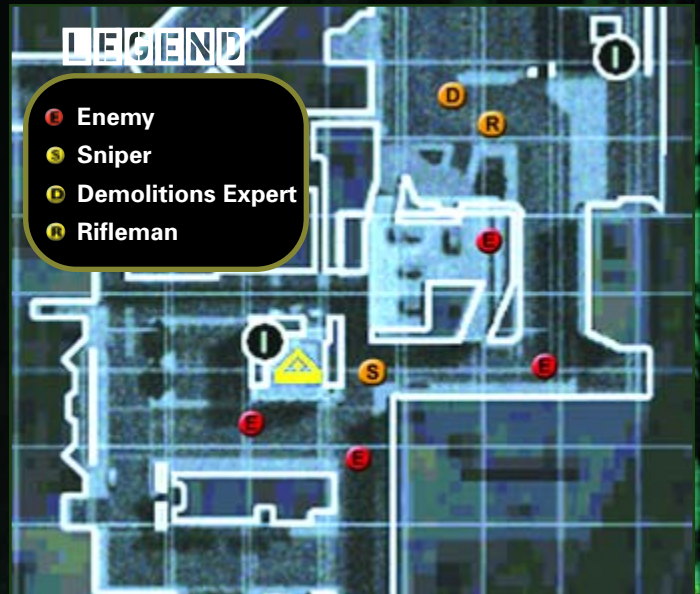 LEGEND
E Enemy
S Sniper
D Demolitions Expert
R Rifleman
I
D
R
E
I
S
E
E
E